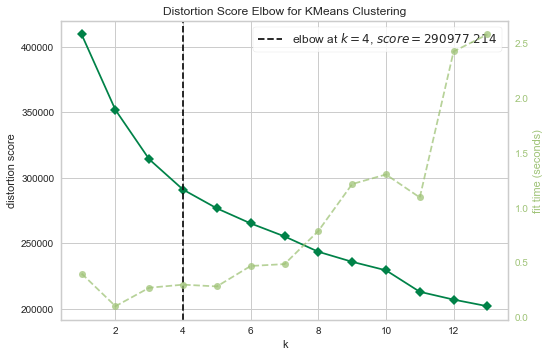 Distortion Score Elbow for KMeans Clustering
elbow at k = 4, score = 290977.214
400000
350000
300000
250000
200000
distortion score
2.5
2.0
1.5
1.0
0.5
0.0
fit time (seconds)
2 4 6 8 10 12
k